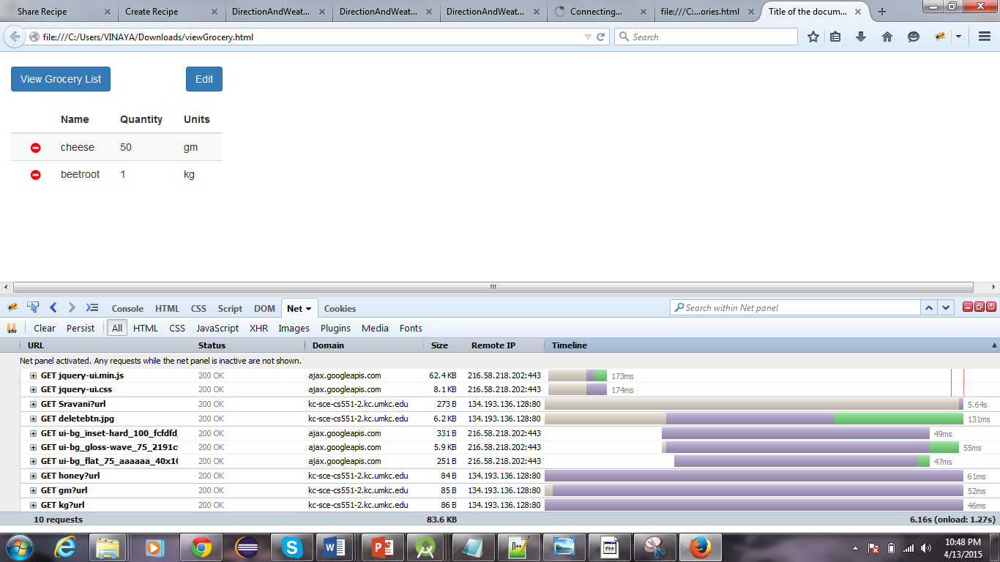 Share Recipe × Create Recipe × DirectionAndWeat... × DirectionAndWeat... × DirectionAndWeat... × Connecting... × file:///C:...ories.html × Title of the docum... × +
file:///C:/Users/VINAYA/Downloads/viewGrocery.html Search
View Grocery List Edit
Name Quantity Units
cheese 50 gm
beetroot 1 kg
Console HTML CSS Script DOM Net Cookies Search within Net panel
xhr Clear Persist All HTML CSS JavaScript XHR Images Plugins Media Fonts
URL Status Domain Size Remote IP Timeline
Net panel activated. Any requests while the net panel is inactive are not shown.
GET jquery-ui.min.js 200 OK ajax.googleapis.com 62.4 KB 216.58.218.202:443 173ms
GET jquery-ui.css 200 OK ajax.googleapis.com 8.1 KB 216.58.218.202:443 174ms
GET Sravani?url 200 OK kc-sce-cs551-2.kc.umkc.edu 273 B 134.193.136.128:80 5.64s
GET deletebtn.jpg 200 OK kc-sce-cs551-2.kc.umkc.edu 6.2 KB 134.193.136.128:80 131ms
GET ui-bg_inset-hard_100_fcfdfd_ 200 OK ajax.googleapis.com 331 B 216.58.218.202:443 49ms
GET ui-bg_gloss-wave_75_2191c 200 OK ajax.googleapis.com 5.9 KB 216.58.218.202:443 55ms
GET ui-bg_flat_75_aaaaaa_40x10 200 OK ajax.googleapis.com 251 B 216.58.218.202:443 47ms
GET honey?url 200 OK kc-sce-cs551-2.kc.umkc.edu 84 B 134.193.136.128:80 61ms
GET gm?url 200 OK kc-sce-cs551-2.kc.umkc.edu 85 B 134.193.136.128:80 52ms
GET kg?url 200 OK kc-sce-cs551-2.kc.umkc.edu 86 B 134.193.136.128:80 46ms
10 requests 83.6 KB 6.16s (onload: 1.27s)
10:48 PM
4/13/2015